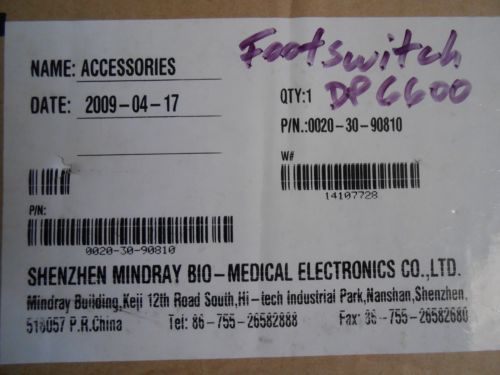 Footswitch
DP6600
NAME: ACCESSORIES
DATE: 2009-04-17
QTY:1
P/N.:0020-30-90810
W#
14107728
P/N:
0020-30-90810
SHENZHEN MINDRAY BIO-MEDICAL ELECTRONICS CO.,LTD.
Mindray Building,Keji 12th Road South,Hi-tech Industrial Park,Nanshan,Shenzhen.
518057 P.R.China Tel: 86-755-26582888 Fax: 86-755-26582680